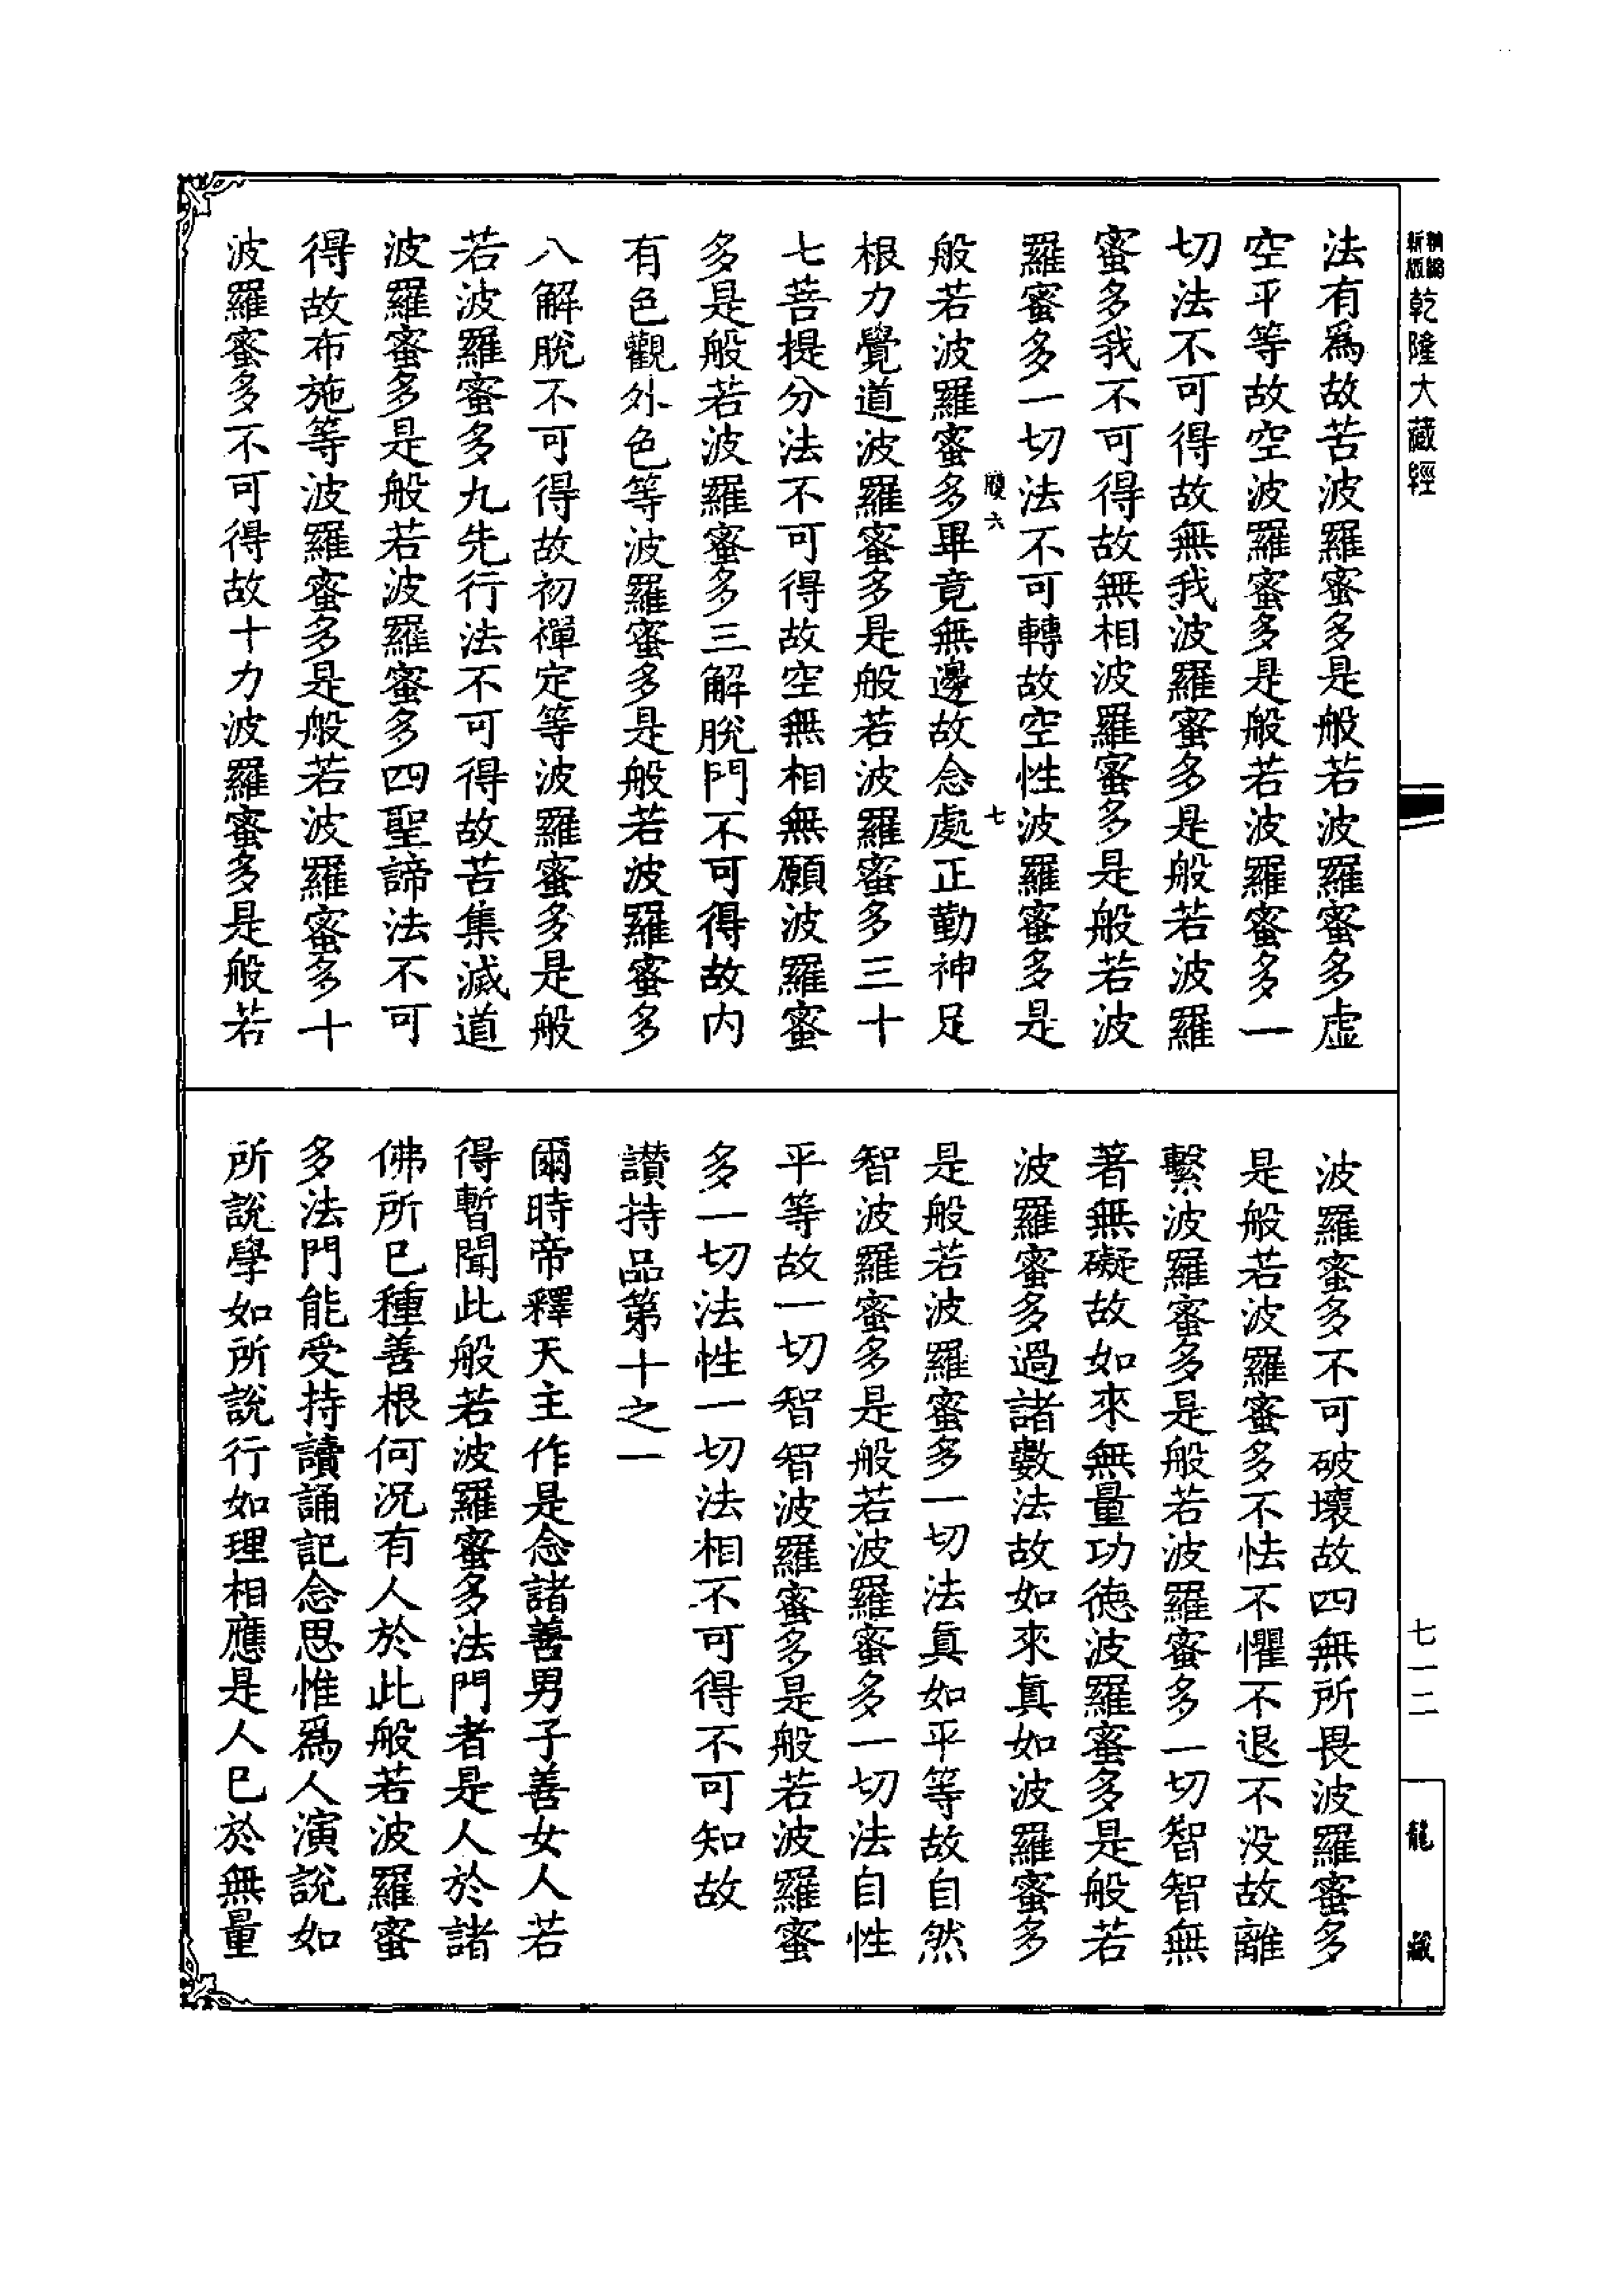 新編
縮版
乾隆大藏經
七一二
龍藏
法有爲故苦波羅蜜多是般若波羅蜜多虛
空平等故空波羅蜜多是般若波羅蜜多一
切法不可得故無我波羅蜜多是般若波羅
蜜多我不可得故無相波羅蜜多是般若波
羅蜜多一切法不可轉故空性波羅蜜多是
六 七
般若波羅蜜多畢竟無邊故念處正勤神足
根力覺道波羅蜜多是般若波羅蜜多三十
七菩提分法不可得故空無相無願波羅蜜
多是般若波羅蜜多三解脫門不可得故內
有色觀外色等波羅蜜多是般若波羅蜜多
八解脫不可得故初禪定等波羅蜜多是般
若波羅蜜多九先行法不可得故苦集滅道
波羅蜜多是般若波羅蜜多四聖諦法不可
得故布施等波羅蜜多是般若波羅蜜多十
波羅蜜多不可得故十力波羅蜜多是般若
波羅蜜多不可破壞故四無所畏波羅蜜多
是般若波羅蜜多不怯不懼不退不沒故離
繫波羅蜜多是般若波羅蜜多一切智智無
著無礙故如來無量功德波羅蜜多是般若
波羅蜜多過諸數法故如來真如波羅蜜多
是般若波羅蜜多一切法真如平等故自然
智波羅蜜多是般若波羅蜜多一切法自性
平等故一切智智波羅蜜多是般若波羅蜜
多一切法性一切法相不可得不可知故
讚持品第十之一
爾時帝釋天主作是念諸善男子善女人若
得暫聞此般若波羅蜜多法門者是人於諸
佛所已種善根何況有人於此般若波羅蜜
多法門能受持讀誦記念思惟爲人演說如
所說學如所說行如理相應是人已於無量